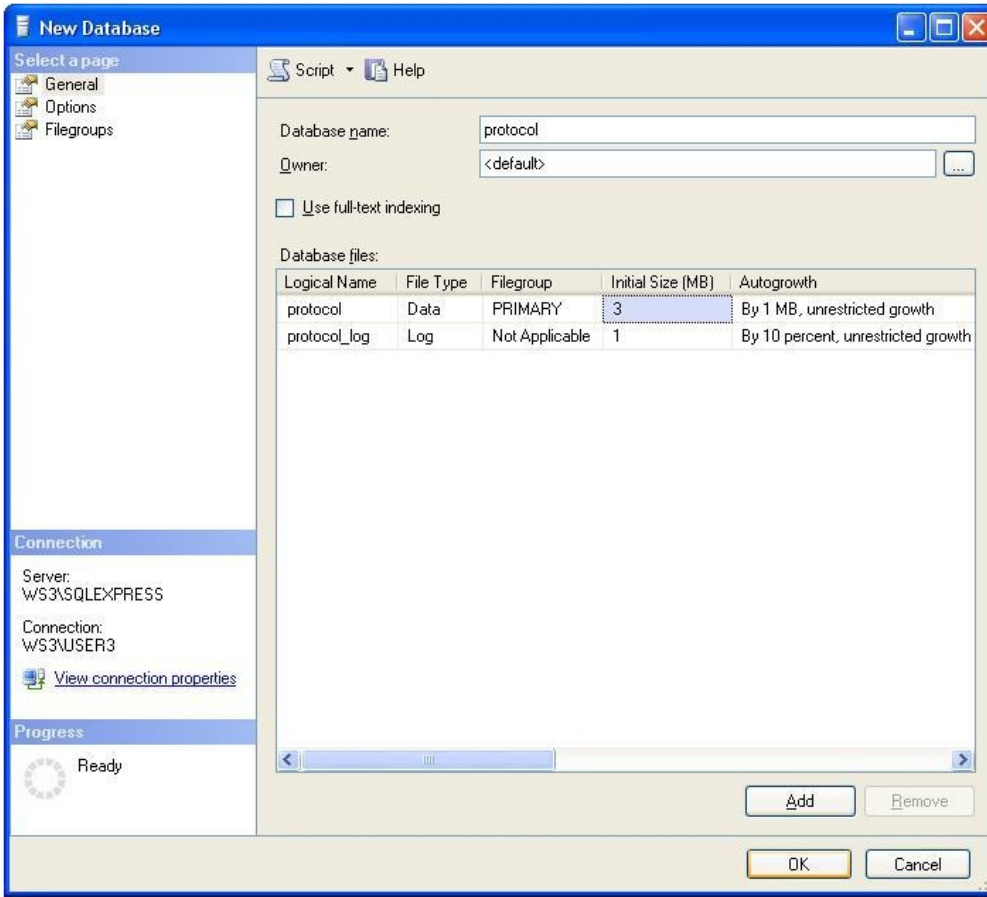 New Database
Select a page
General
Options
Filegroups
Script Help
Database name: protocol
Owner: <default> ...
Use full-text indexing
Database files:
Logical Name File Type Filegroup Initial Size (MB) Autogrowth
protocol Data PRIMARY 3 By 1 MB, unrestricted growth
protocol_log Log Not Applicable 1 By 10 percent, unrestricted growth
Connection
Server:
WS3\SQLEXPRESS
Connection:
WS3\USER3
View connection properties
Progress
Ready
Add Remove
OK Cancel